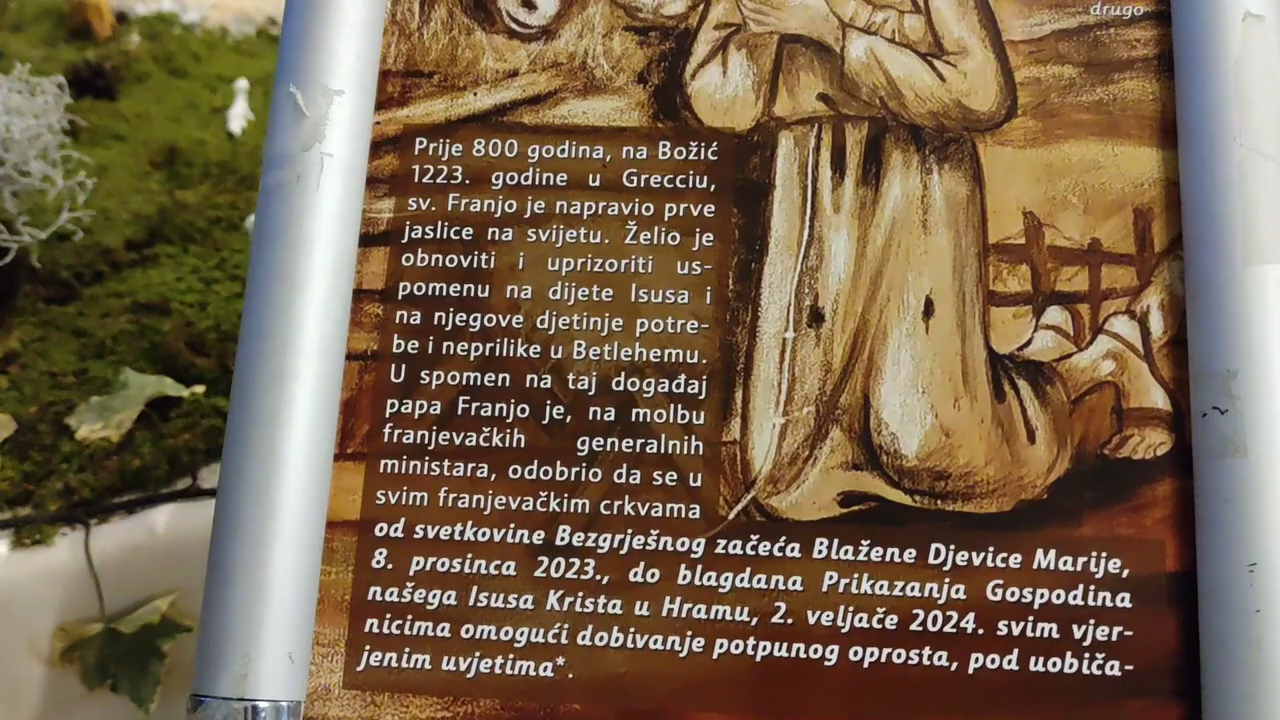 drugo
Prije 800 godina, na Božić
1223. godine u Grecciu,
sv. Franjo je napravio prve
jaslice na svijetu. Želio je
obnoviti i uprizoriti us-
pomenu na dijete Isusa i
na njegove djetinje potre-
be i neprilike u Betlehemu.
U spomen na taj događaj
papa Franjo je, na molbu
franjevačkih generalnih
ministara, odobrio da se u
svim franjevačkim crkvama
od svetkovine Bezgrješnog začeća Blažene Djevice Marije,
8. prosinca 2023., do blagdana Prikazanja Gospodina
našega Isusa Krista u Hramu, 2. veljače 2024. svim vjer-
nicima omogući dobivanje potpunog oprosta, pod uobiča-
jenim uvjetima*.